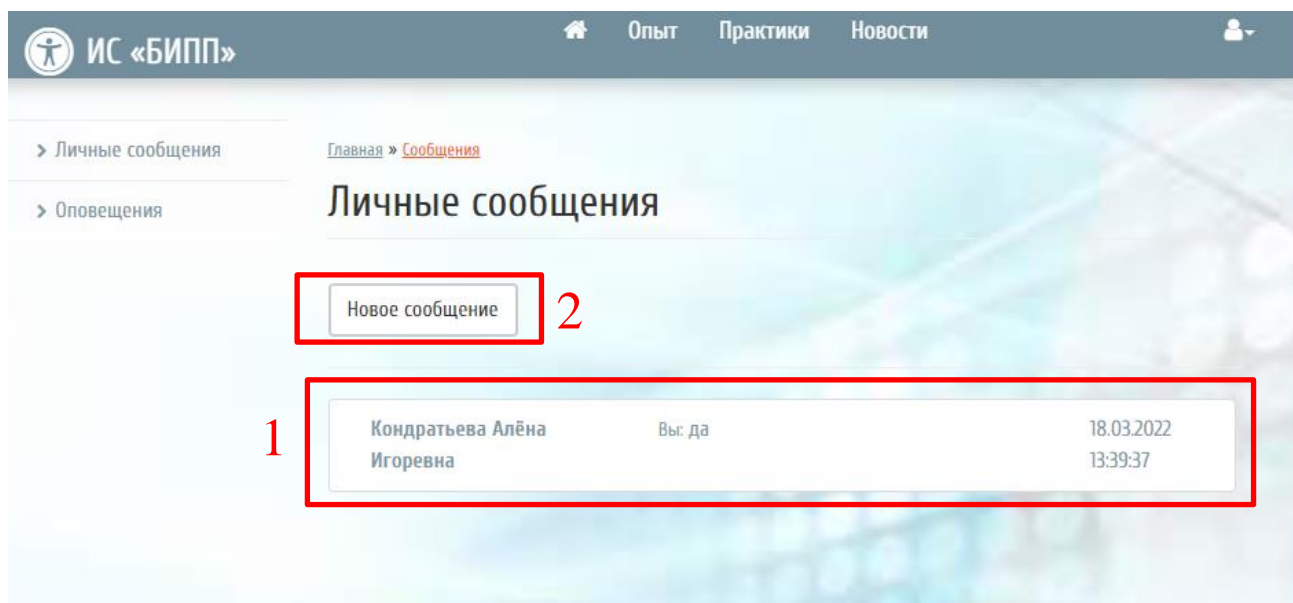 ИС «БИПП»
Опыт Практики Новости
Личные сообщения
Оповещения
Главная » Сообщения
Личные сообщения
Новое сообщение
2
1
Кондратьева Алёна Вы: да 18.03.2022
Игоревна 13:39:37